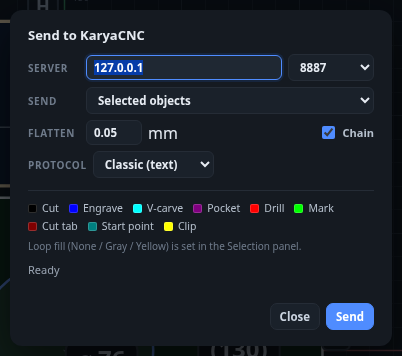 Send to KaryaCNC
SERVER 127.0.0.1 8887
SEND Selected objects
FLATTEN 0.05 mm Chain
PROTOCOL Classic (text)
Cut Engrave V-carve Pocket Drill Mark
Cut tab Start point Clip
Loop fill (None / Gray / Yellow) is set in the Selection panel.
Ready
Close Send